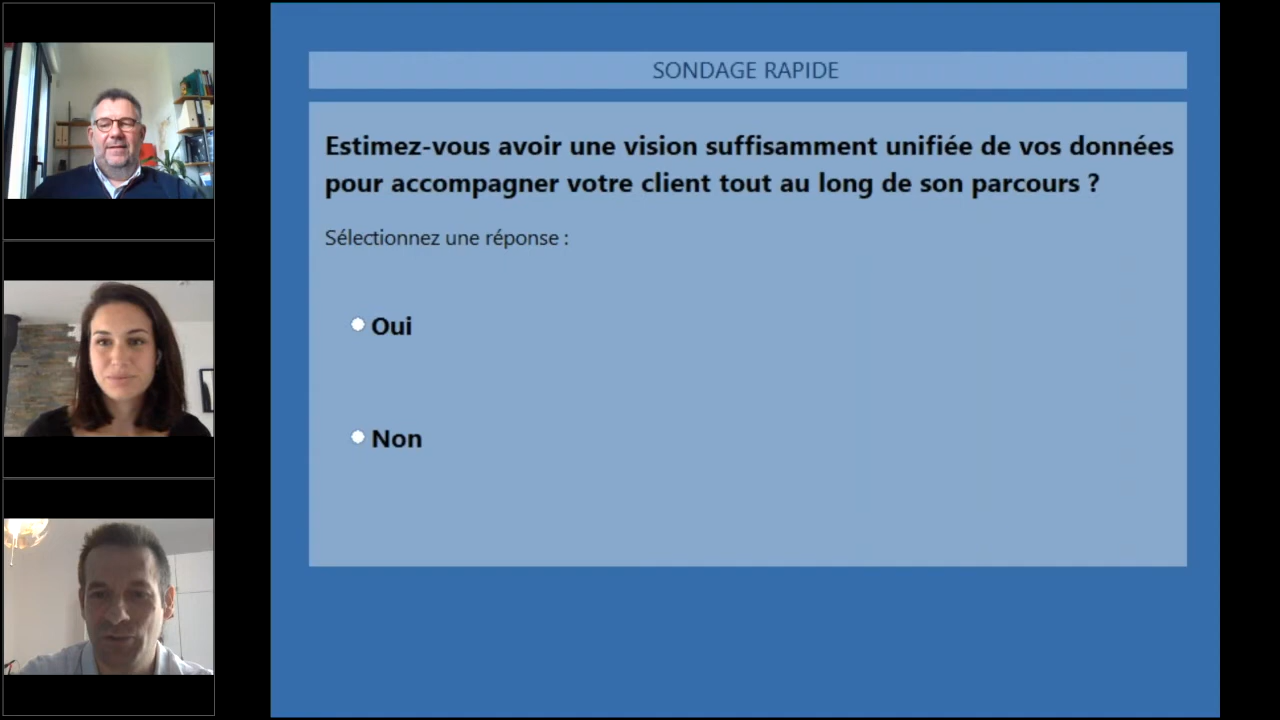 SONDAGE RAPIDE
Estimez-vous avoir une vision suffisamment unifiée de vos données
pour accompagner votre client tout au long de son parcours ?
Sélectionnez une réponse :
Oui
Non